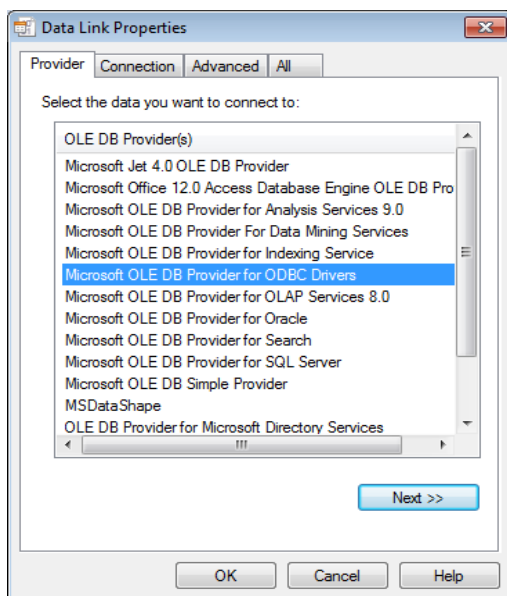 Data Link Properties
Provider Connection Advanced All
Select the data you want to connect to:
OLE DB Provider(s)
Microsoft Jet 4.0 OLE DB Provider
Microsoft Office 12.0 Access Database Engine OLE DB Pro
Microsoft OLE DB Provider for Analysis Services 9.0
Microsoft OLE DB Provider For Data Mining Services
Microsoft OLE DB Provider for Indexing Service
Microsoft OLE DB Provider for ODBC Drivers
Microsoft OLE DB Provider for OLAP Services 8.0
Microsoft OLE DB Provider for Oracle
Microsoft OLE DB Provider for Search
Microsoft OLE DB Provider for SQL Server
Microsoft OLE DB Simple Provider
MSDataShape
OLE DB Provider for Microsoft Directory Services
Next >>
OK Cancel Help